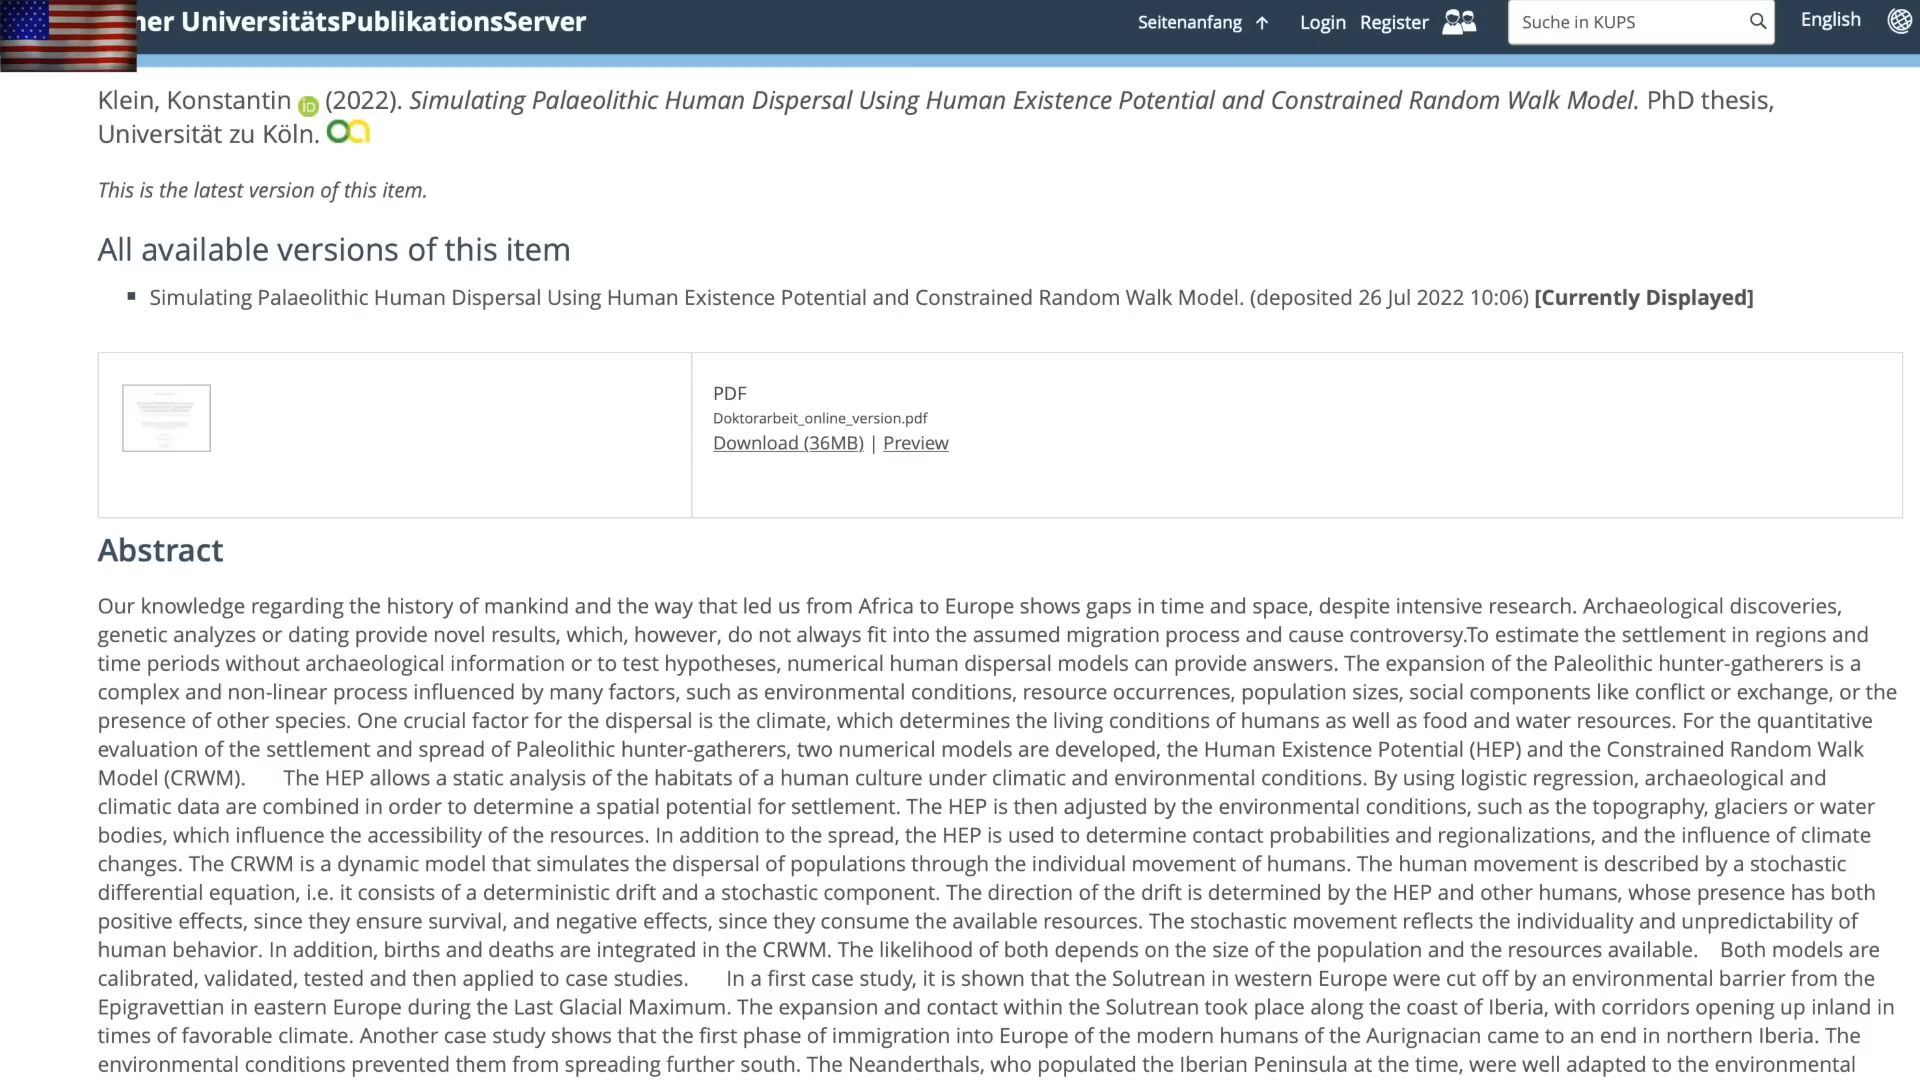 ner UniversitätsPublikationsServer
Seitenanfang ↑ Login Register Suche in KUPS English
Klein, Konstantin iD (2022). Simulating Palaeolithic Human Dispersal Using Human Existence Potential and Constrained Random Walk Model. PhD thesis,
Universität zu Köln.
This is the latest version of this item.
All available versions of this item
▪ Simulating Palaeolithic Human Dispersal Using Human Existence Potential and Constrained Random Walk Model. (deposited 26 Jul 2022 10:06) [Currently Displayed]
PDF
Doktorarbeit_online_version.pdf
Download (36MB) | Preview
Abstract
Our knowledge regarding the history of mankind and the way that led us from Africa to Europe shows gaps in time and space, despite intensive research. Archaeological discoveries,
genetic analyzes or dating provide novel results, which, however, do not always fit into the assumed migration process and cause controversy.To estimate the settlement in regions and
time periods without archaeological information or to test hypotheses, numerical human dispersal models can provide answers. The expansion of the Paleolithic hunter-gatherers is a
complex and non-linear process influenced by many factors, such as environmental conditions, resource occurrences, population sizes, social components like conflict or exchange, or the
presence of other species. One crucial factor for the dispersal is the climate, which determines the living conditions of humans as well as food and water resources. For the quantitative
evaluation of the settlement and spread of Paleolithic hunter-gatherers, two numerical models are developed, the Human Existence Potential (HEP) and the Constrained Random Walk
Model (CRWM). The HEP allows a static analysis of the habitats of a human culture under climatic and environmental conditions. By using logistic regression, archaeological and
climatic data are combined in order to determine a spatial potential for settlement. The HEP is then adjusted by the environmental conditions, such as the topography, glaciers or water
bodies, which influence the accessibility of the resources. In addition to the spread, the HEP is used to determine contact probabilities and regionalizations, and the influence of climate
changes. The CRWM is a dynamic model that simulates the dispersal of populations through the individual movement of humans. The human movement is described by a stochastic
differential equation, i.e. it consists of a deterministic drift and a stochastic component. The direction of the drift is determined by the HEP and other humans, whose presence has both
positive effects, since they ensure survival, and negative effects, since they consume the available resources. The stochastic movement reflects the individuality and unpredictability of
human behavior. In addition, births and deaths are integrated in the CRWM. The likelihood of both depends on the size of the population and the resources available. Both models are
calibrated, validated, tested and then applied to case studies. In a first case study, it is shown that the Solutrean in western Europe were cut off by an environmental barrier from the
Epigravettian in eastern Europe during the Last Glacial Maximum. The expansion and contact within the Solutrean took place along the coast of Iberia, with corridors opening up inland in
times of favorable climate. Another case study shows that the first phase of immigration into Europe of the modern humans of the Aurignacian came to an end in northern Iberia. The
environmental conditions prevented them from spreading further south. The Neanderthals, who populated the Iberian Peninsula at the time, were well adapted to the environmental